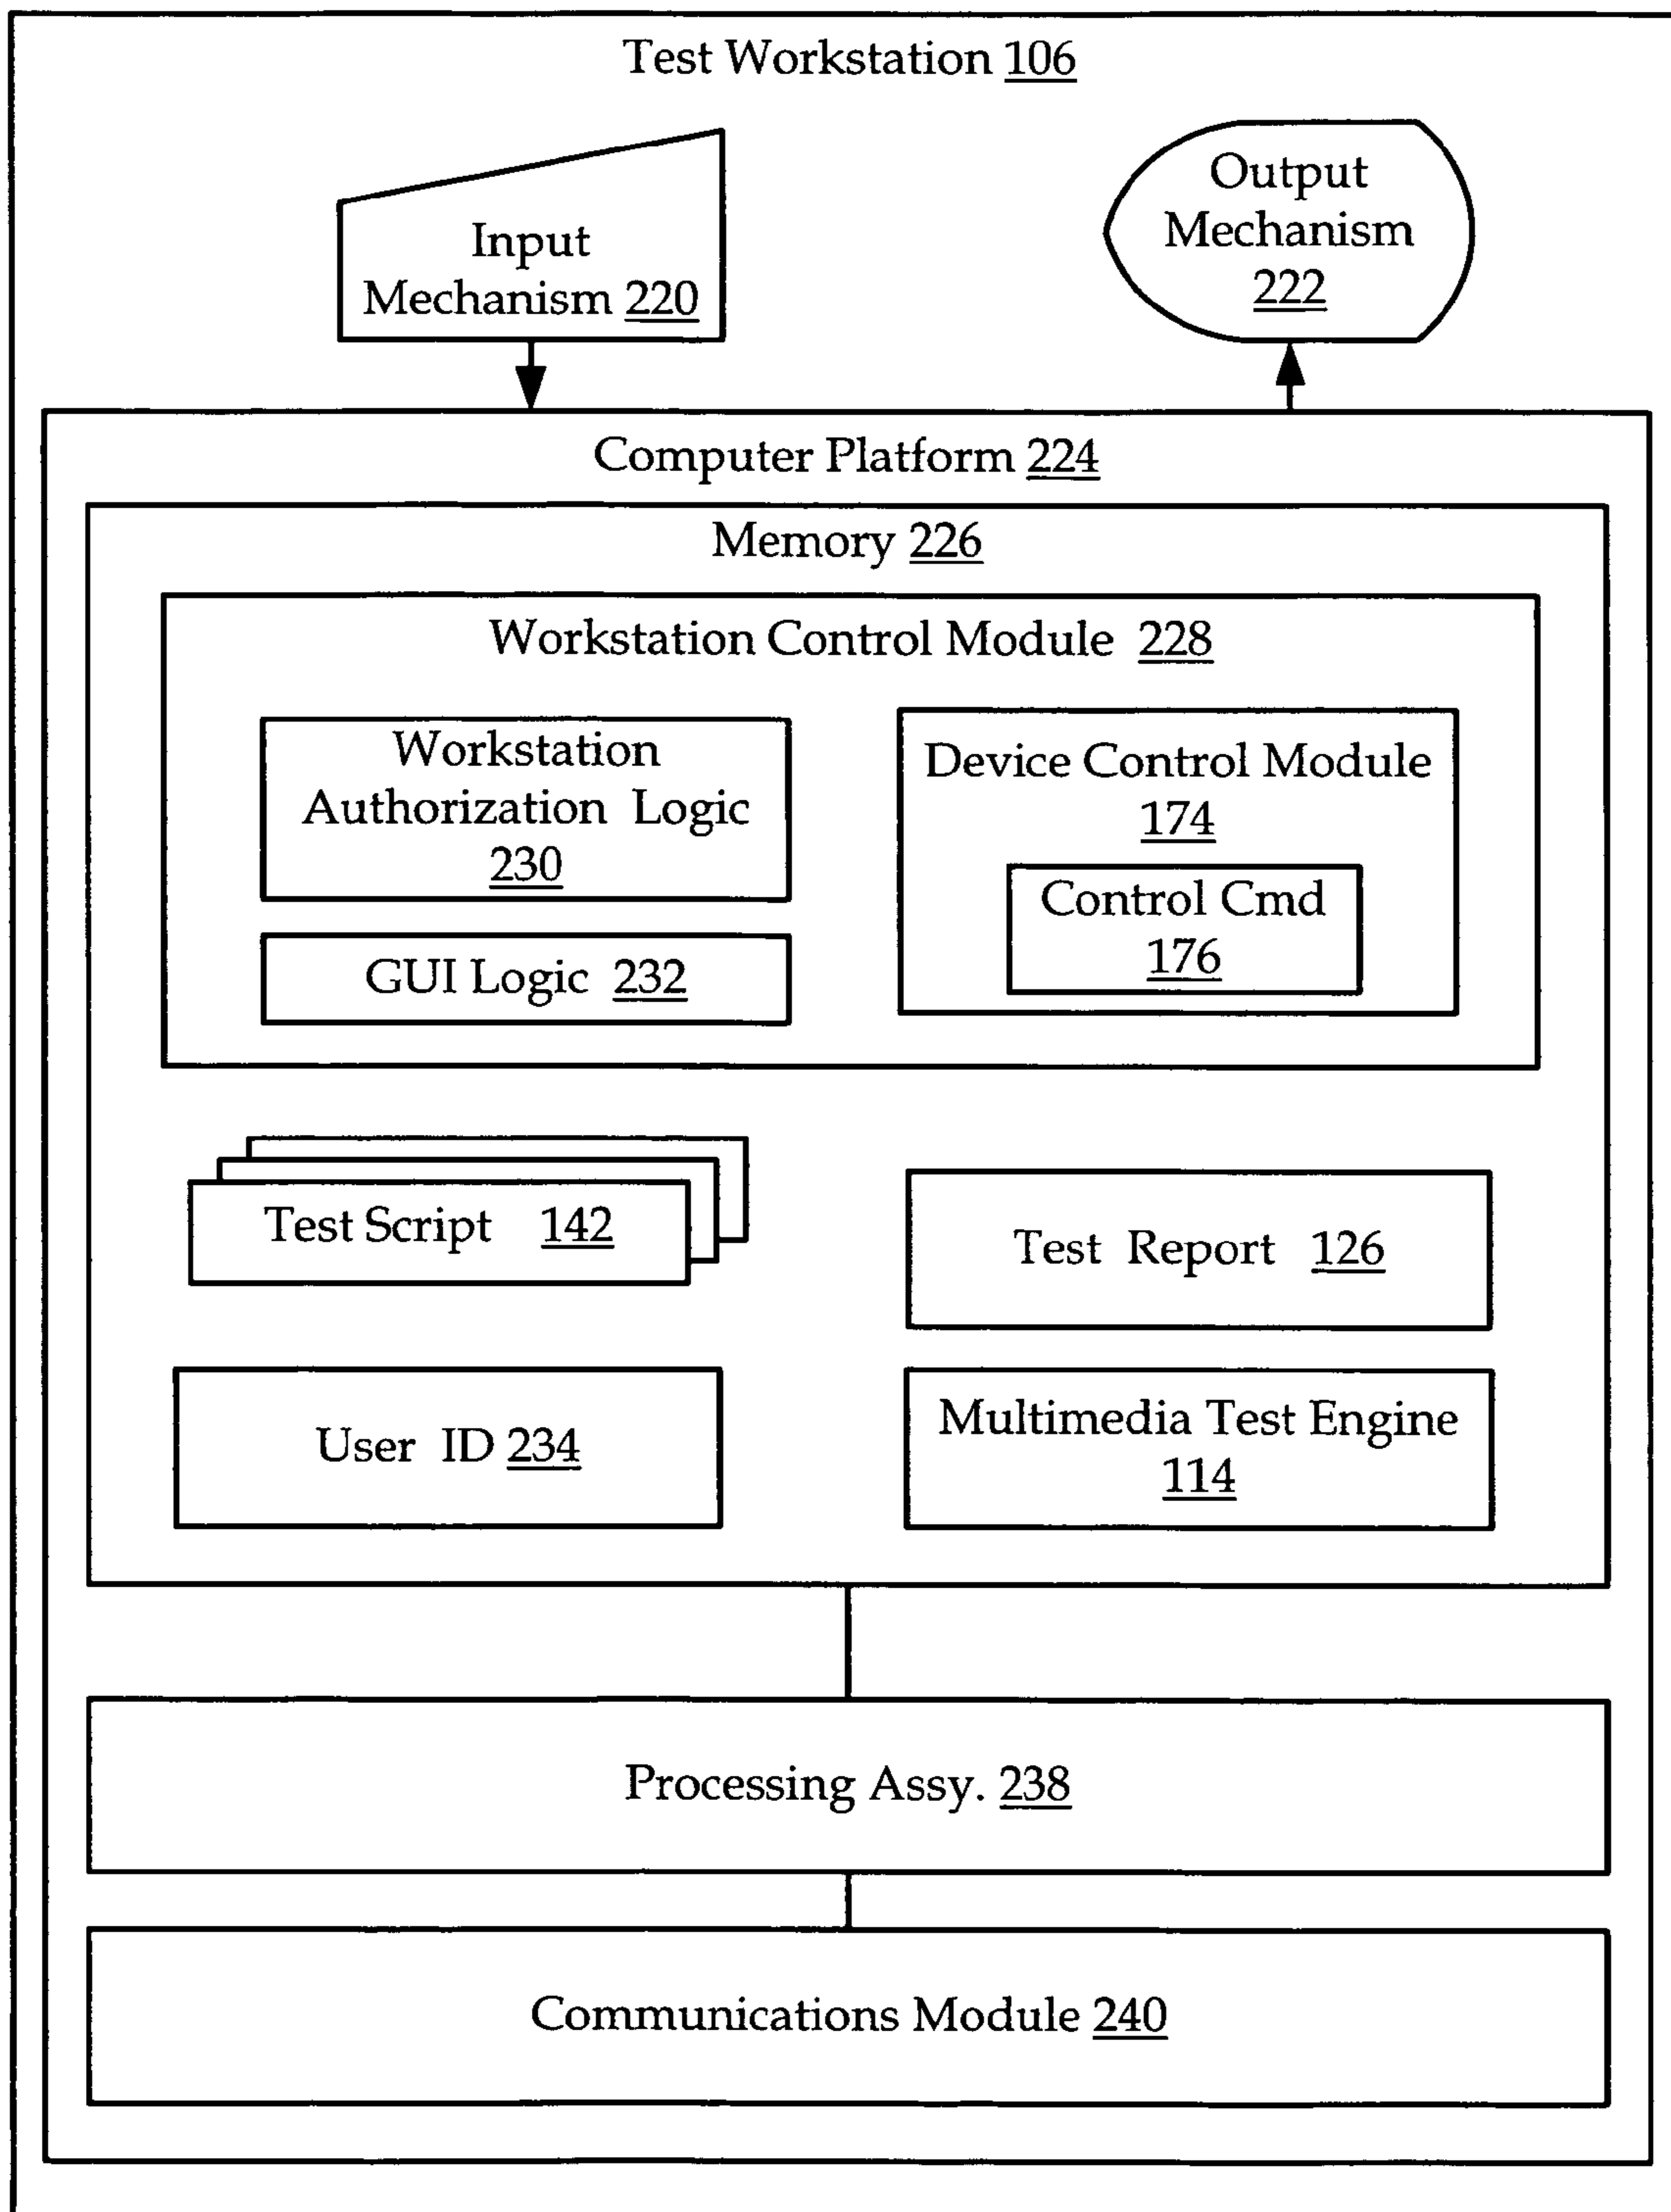 Test Workstation 106
Input
Mechanism 220
Output
Mechanism
222
Computer Platform 224
Memory 226
Workstation Control Module 228
Workstation
Authorization Logic
230
GUI Logic 232
Device Control Module
174
Control Cmd
176
Test Script 142
Test Report 126
User ID 234
Multimedia Test Engine
114
Processing Assy. 238
Communications Module 240